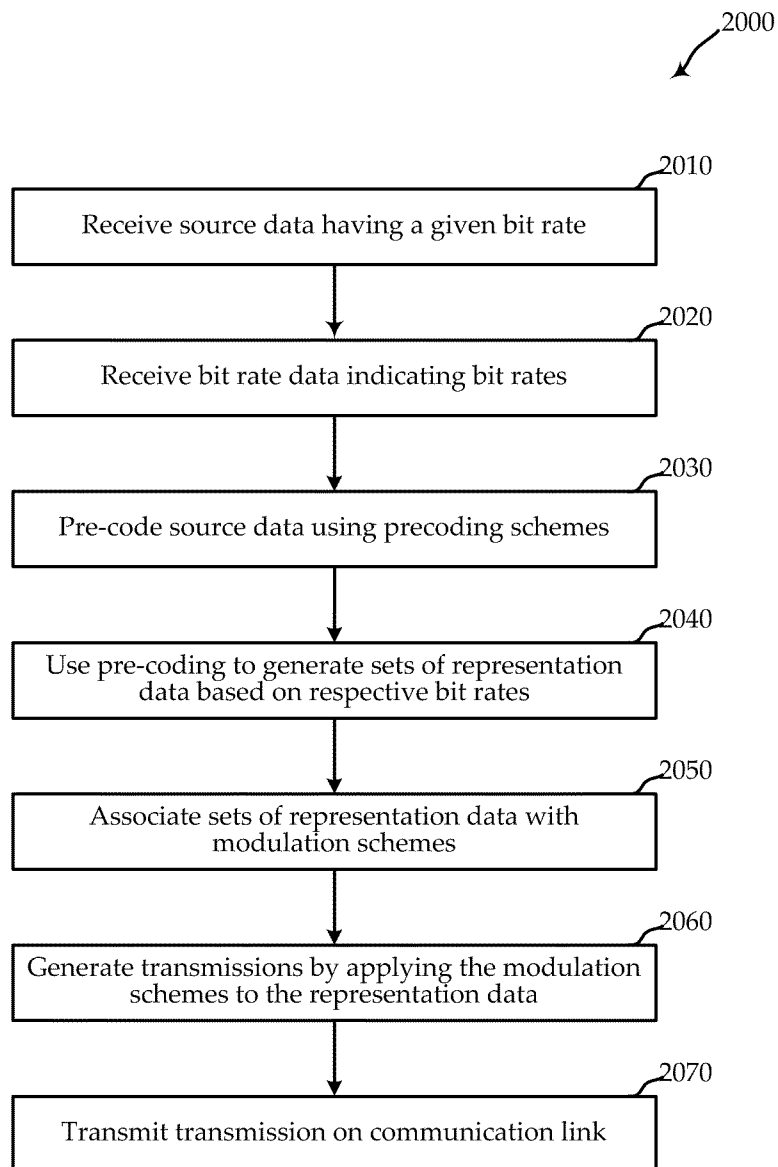 2000
2010
Receive source data having a given bit rate
2020
Receive bit rate data indicating bit rates
2030
Pre-code source data using precoding schemes
2040
Use pre-coding to generate sets of representation
data based on respective bit rates
2050
Associate sets of representation data with
modulation schemes
2060
Generate transmissions by applying the modulation
schemes to the representation data
2070
Transmit transmission on communication link